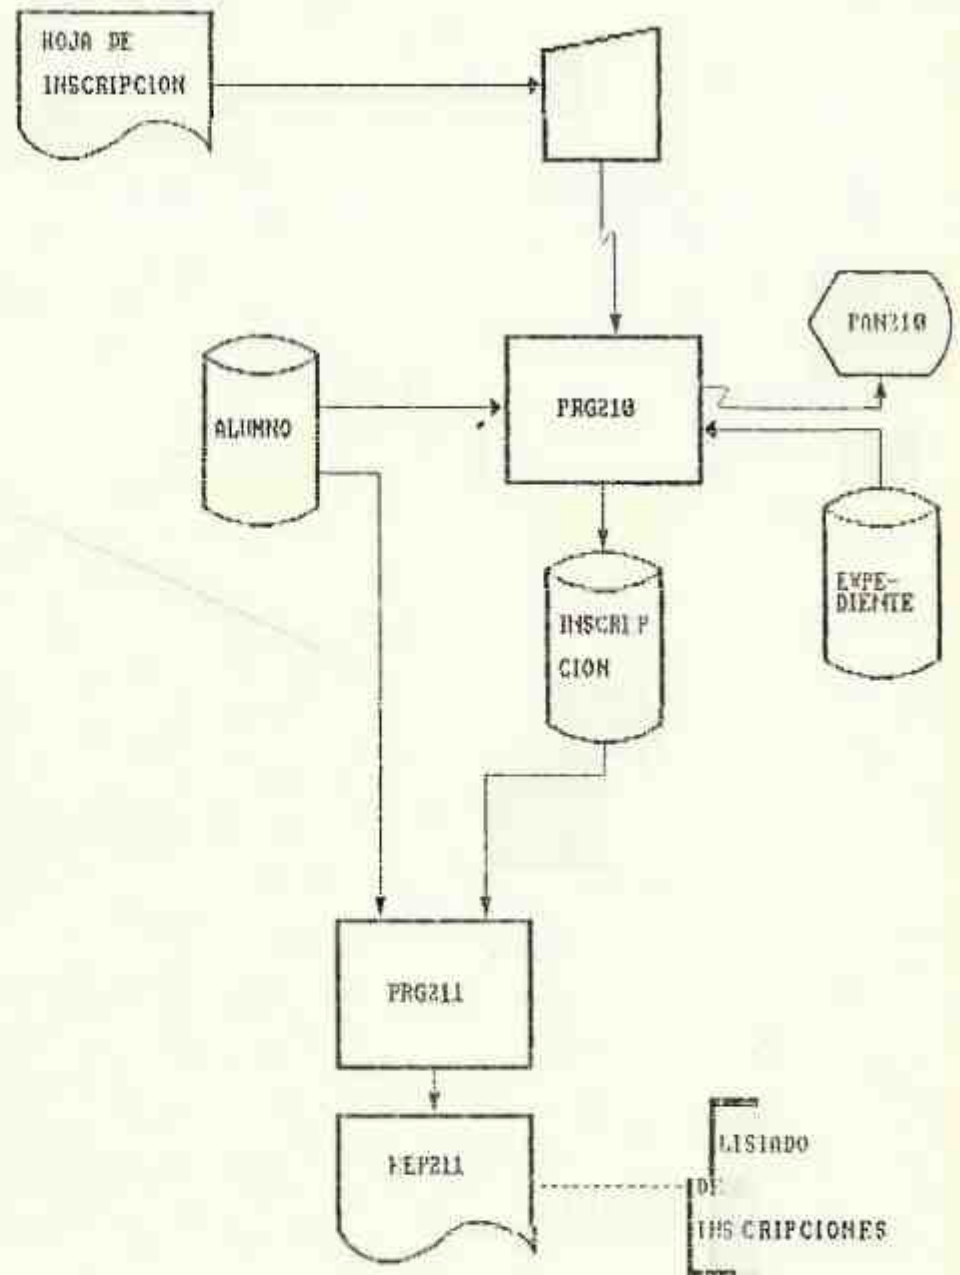 HOJA DE
INSCRIPCION
PAN210
PRG210
ALUMNO
EXPE-
DIENTE
INSCRIP
CION
PRG211
REP211
LISTADO
DE
INSCRIPCIONES